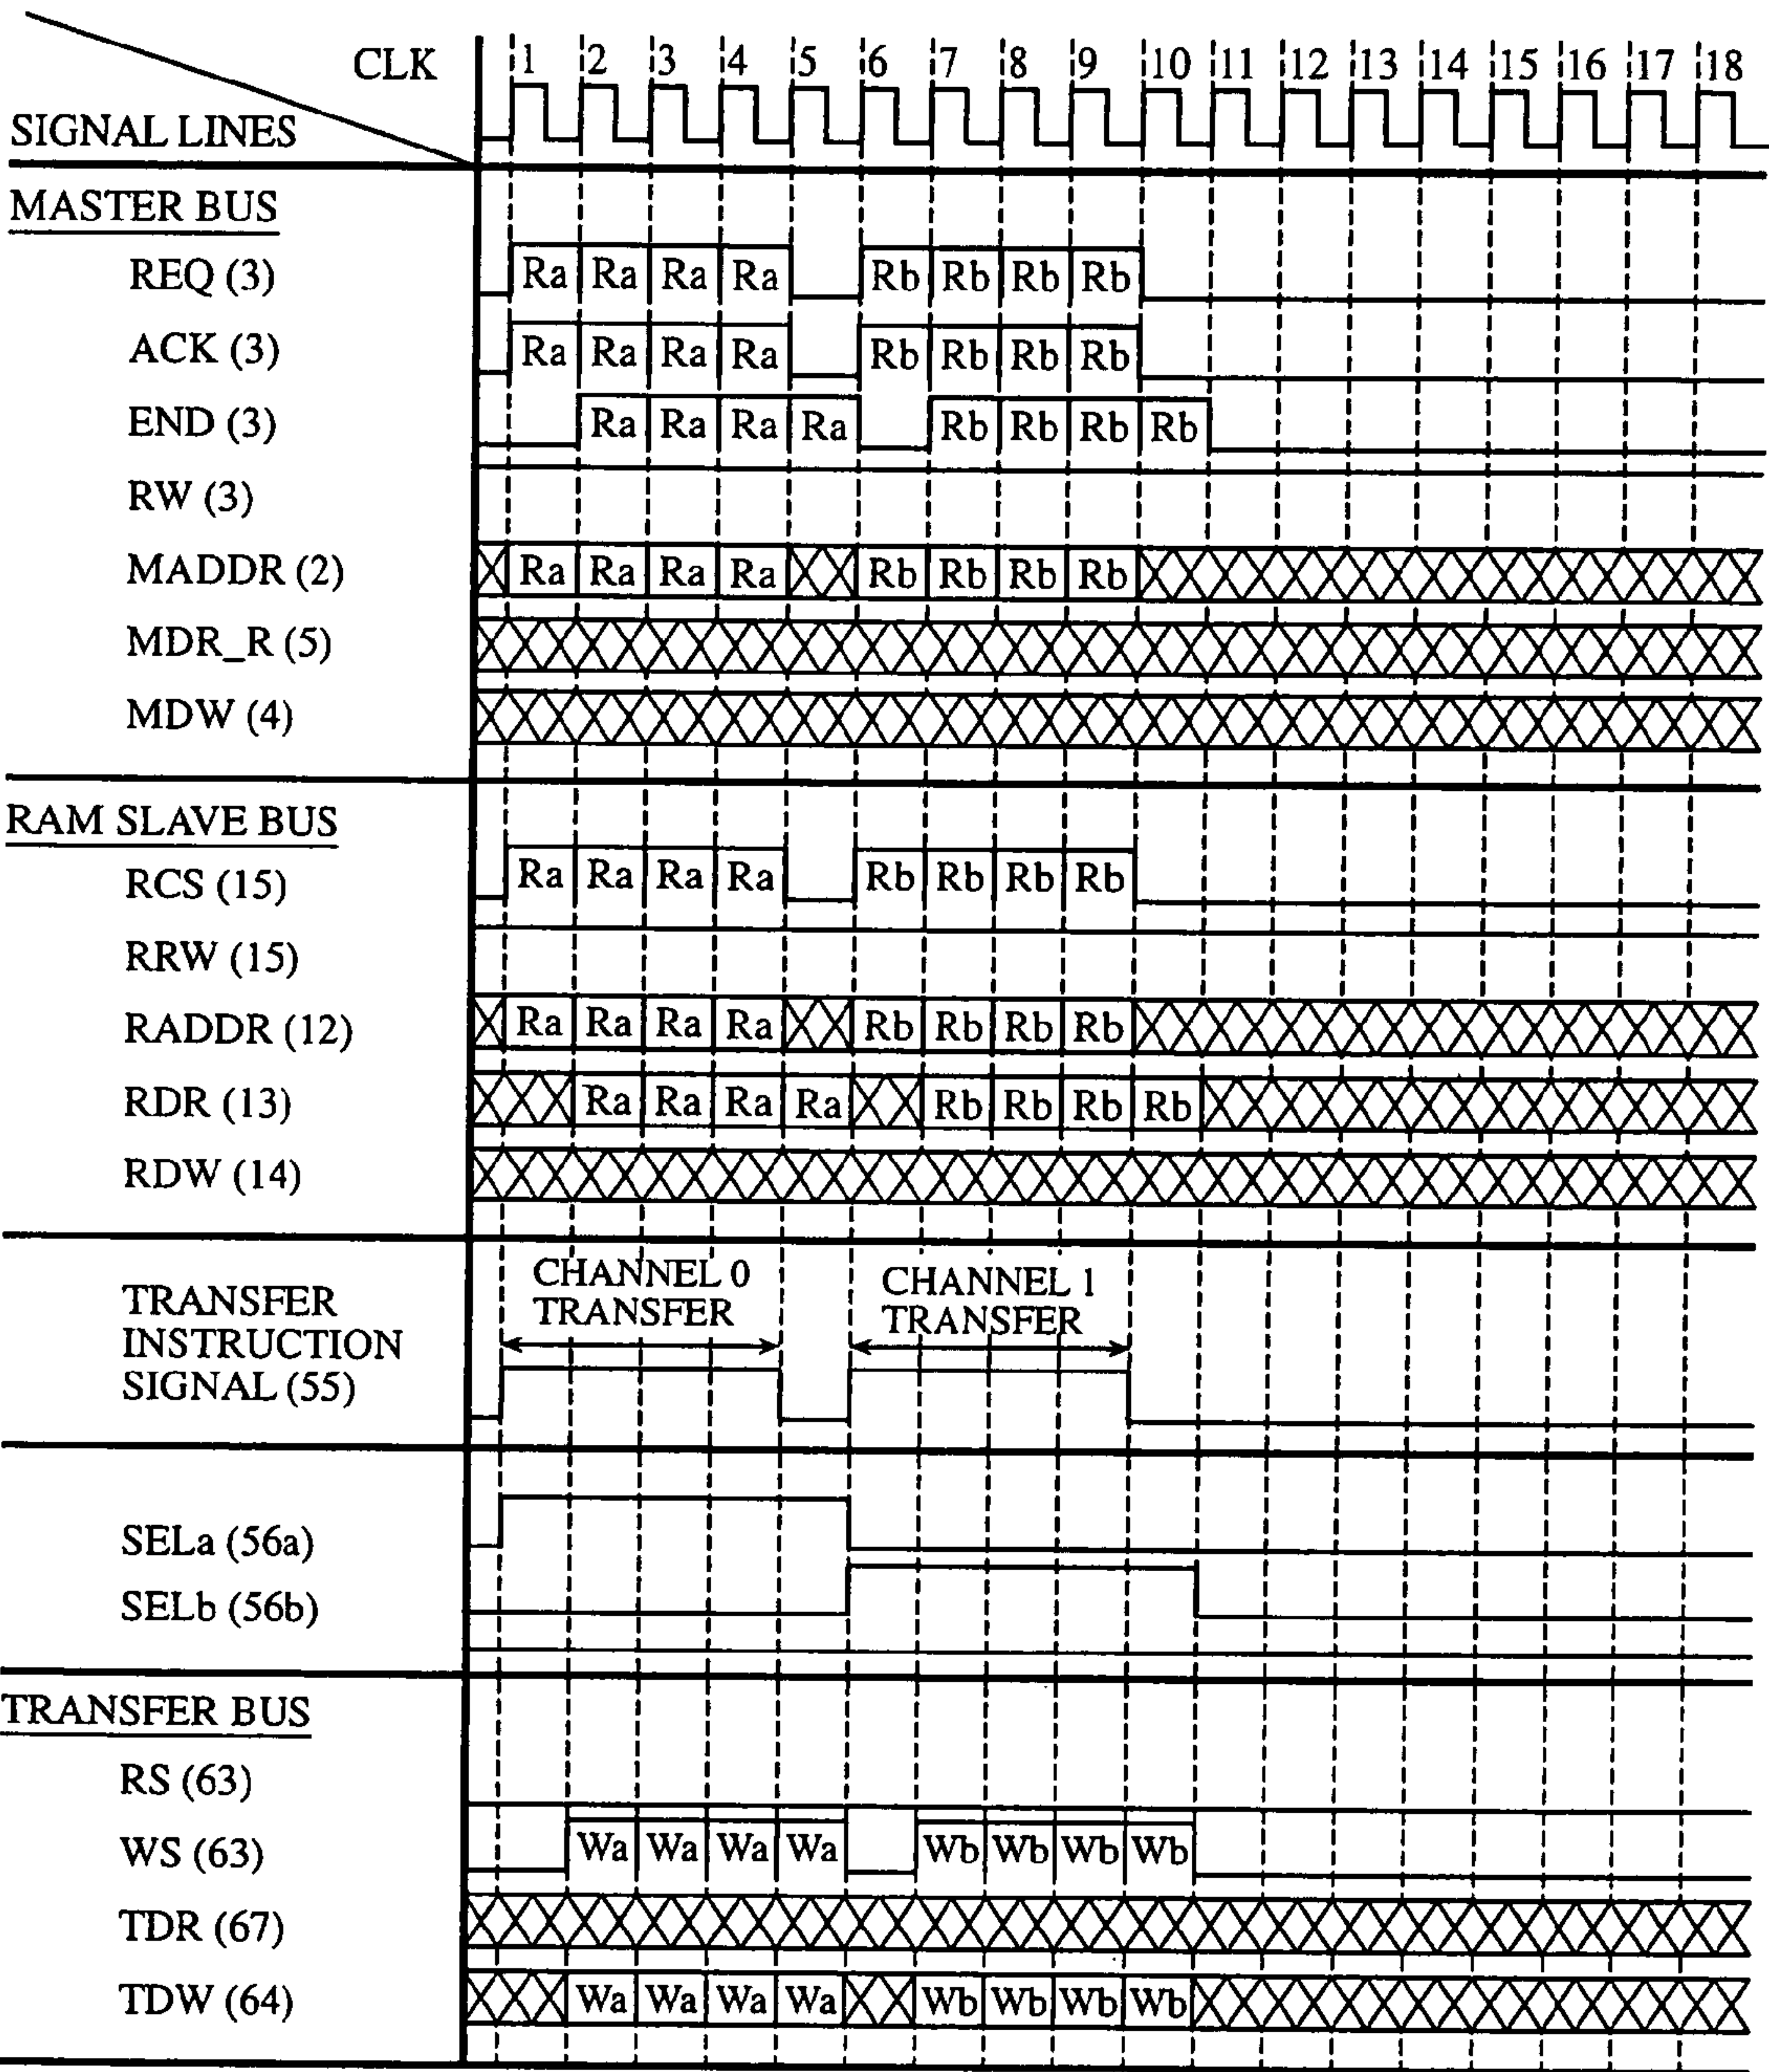 CLK 1 2 3 4 5 6 7 8 9 10 11 12 13 14 15 16 17 18
SIGNAL LINES
MASTER BUS
REQ (3) Ra Ra Ra Ra Rb Rb Rb Rb
ACK (3) Ra Ra Ra Ra Rb Rb Rb Rb
END (3) Ra Ra Ra Ra Rb Rb Rb Rb
RW (3)
MADDR (2) Ra Ra Ra Ra Rb Rb Rb Rb
MDR_R (5)
MDW (4)
RAM SLAVE BUS
RCS (15) Ra Ra Ra Ra Rb Rb Rb Rb
RRW (15)
RADDR (12) Ra Ra Ra Ra Rb Rb Rb Rb
RDR (13) Ra Ra Ra Ra Rb Rb Rb Rb
RDW (14)
TRANSFER
INSTRUCTION
SIGNAL (55)
CHANNEL 0
TRANSFER
CHANNEL 1
TRANSFER
SELa (56a)
SELb (56b)
TRANSFER BUS
RS (63)
WS (63) Wa Wa Wa Wa Wb Wb Wb Wb
TDR (67)
TDW (64) Wa Wa Wa Wa Wb Wb Wb Wb